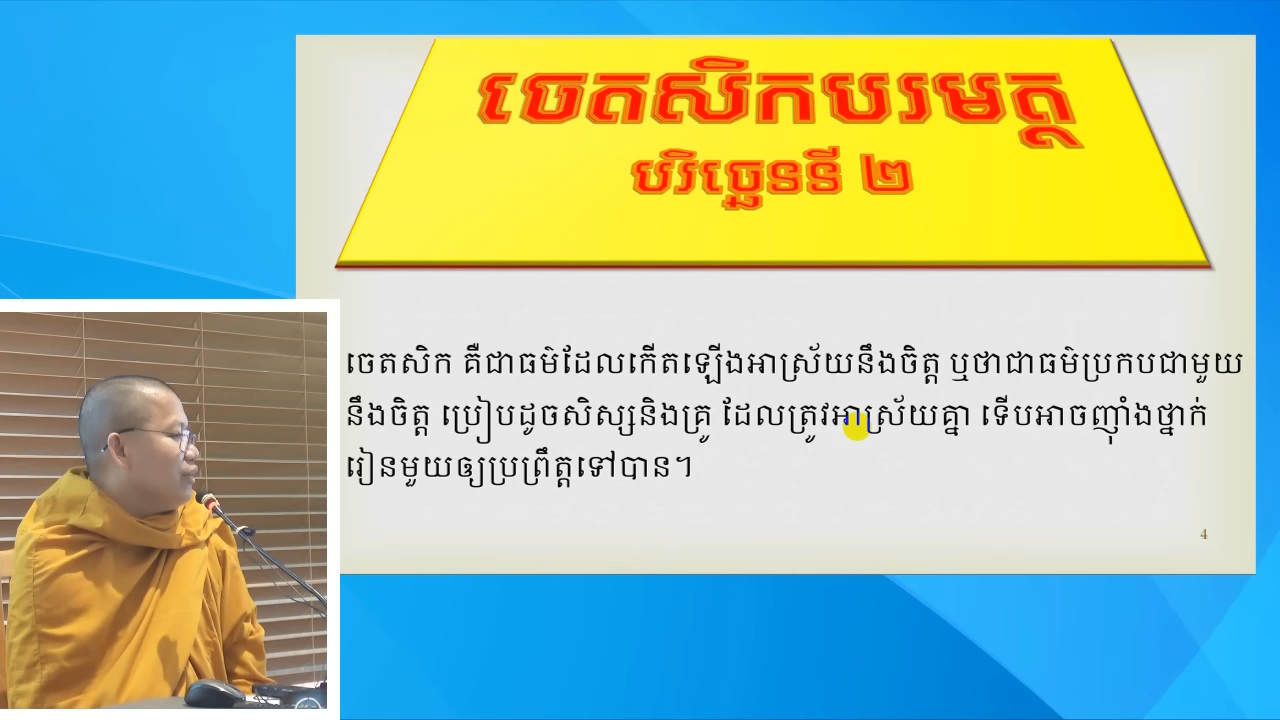 ចេតសិកបរមត្ថ
បរិច្ឆេនទី ២
ចេតសិក គឺជាធម៌ដែលកើតឡើងអាស្រ័យនឹងចិត្ត ឬថាជាធម៌ប្រកបជាមួយ
នឹងចិត្ត ប្រៀបដូចសិស្សនិងគ្រូ ដែលត្រូវអាស្រ័យគ្នា ទើបអាចញ៉ាំងថ្នាក់
រៀនមួយឲ្យប្រព្រឹត្តទៅបាន។
4